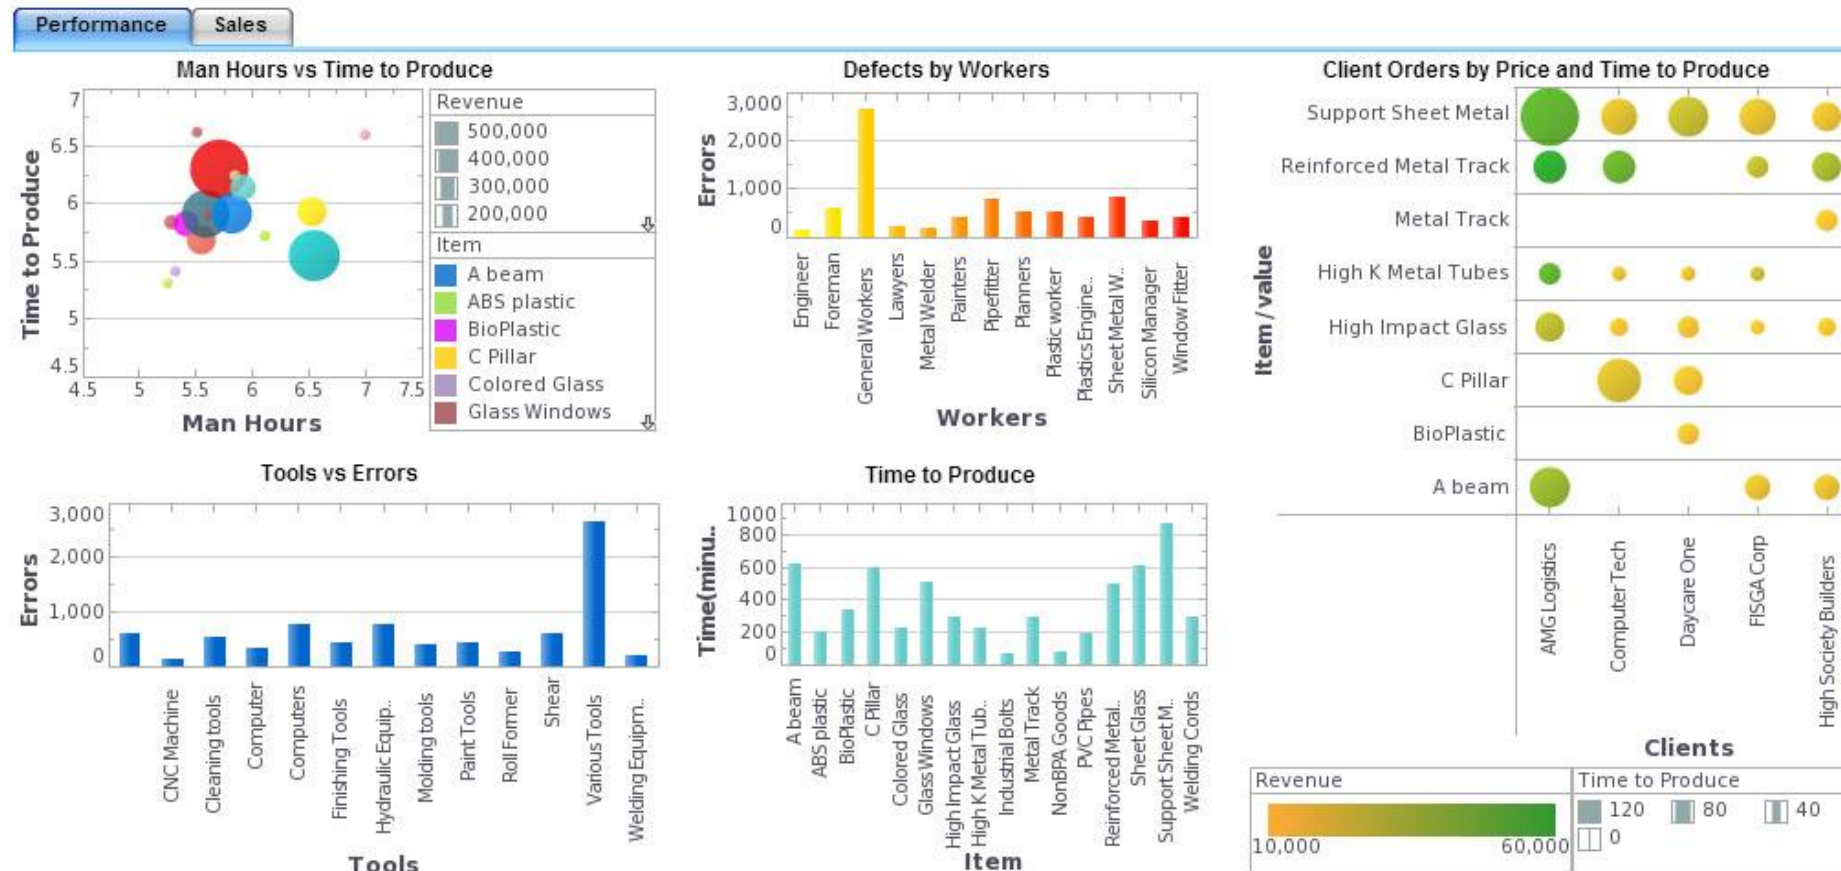 Performance
Sales
Man Hours vs Time to Produce
Time to Produce
7
6.5
6
5.5
5
4.5
4.5 5 5.5 6 6.5 7 7.5
Man Hours
Revenue
500,000
400,000
300,000
200,000
Item
A beam
ABS plastic
BioPlastic
C Pillar
Colored Glass
Glass Windows
Defects by Workers
Errors
3,000
2,000
1,000
0
Engineer
Foreman
General Workers
Lawyers
Metal Welder
Painters
Pipefitter
Planners
Plastic worker
Plastics Engine..
Sheet Metal W..
Silicon Manager
Window Fitter
Workers
Client Orders by Price and Time to Produce
Item / value
Support Sheet Metal
Reinforced Metal Track
Metal Track
High K Metal Tubes
High Impact Glass
C Pillar
BioPlastic
A beam
AMG Logistics
Computer Tech
Daycare One
FISGA Corp
High Society Builders
Clients
Revenue
10,000 60,000
Time to Produce
120 80 40
0
Tools vs Errors
Errors
3,000
2,000
1,000
0
CNC Machine
Cleaning tools
Computer
Computers
Finishing Tools
Hydraulic Equip..
Molding tools
Paint Tools
Roll Former
Shear
Various Tools
Welding Equipm..
Tools
Time to Produce
Time(minu..
1000
800
600
400
200
0
A beam
ABS plastic
BioPlastic
C Pillar
Colored Glass
Glass Windows
High Impact Glass
High K Metal Tub..
Industrial Bolts
Metal Track
NonBPA Goods
PVC Pipes
Reinforced Metal..
Sheet Glass
Support Sheet M..
Welding Cords
Item